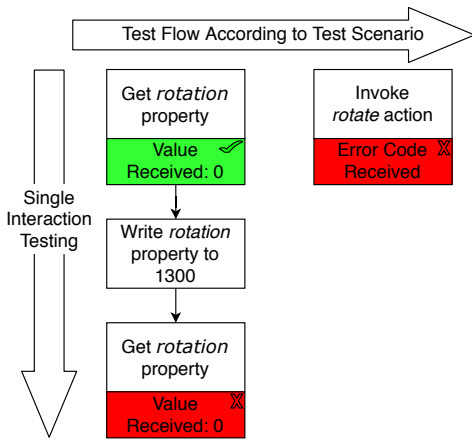 Test Flow According to Test Scenario
Get rotation
property
Value
Received: 0
Invoke
rotate action
Error Code
Received
Single
Interaction
Testing
Write rotation
property to
1300
Get rotation
property
Value
Received: 0